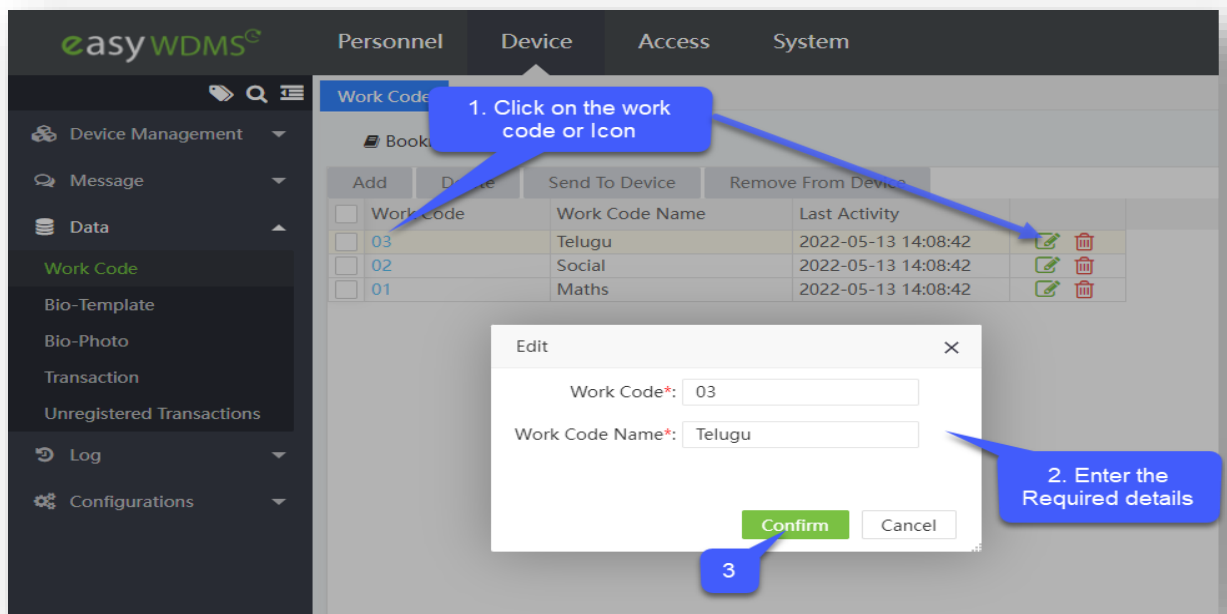 easy WDMS
Personnel Device Access System
Work Code
1. Click on the work
code or Icon
Device Management
Message
Data
Work Code
Bio-Template
Bio-Photo
Transaction
Unregistered Transactions
Log
Configurations
Add Send To Device Remove From Device
Work Code Work Code Name Last Activity
03 Telugu 2022-05-13 14:08:42
02 Social 2022-05-13 14:08:42
01 Maths 2022-05-13 14:08:42
Edit
Work Code*: 03
Work Code Name*: Telugu
2. Enter the
Required details
Confirm Cancel
3